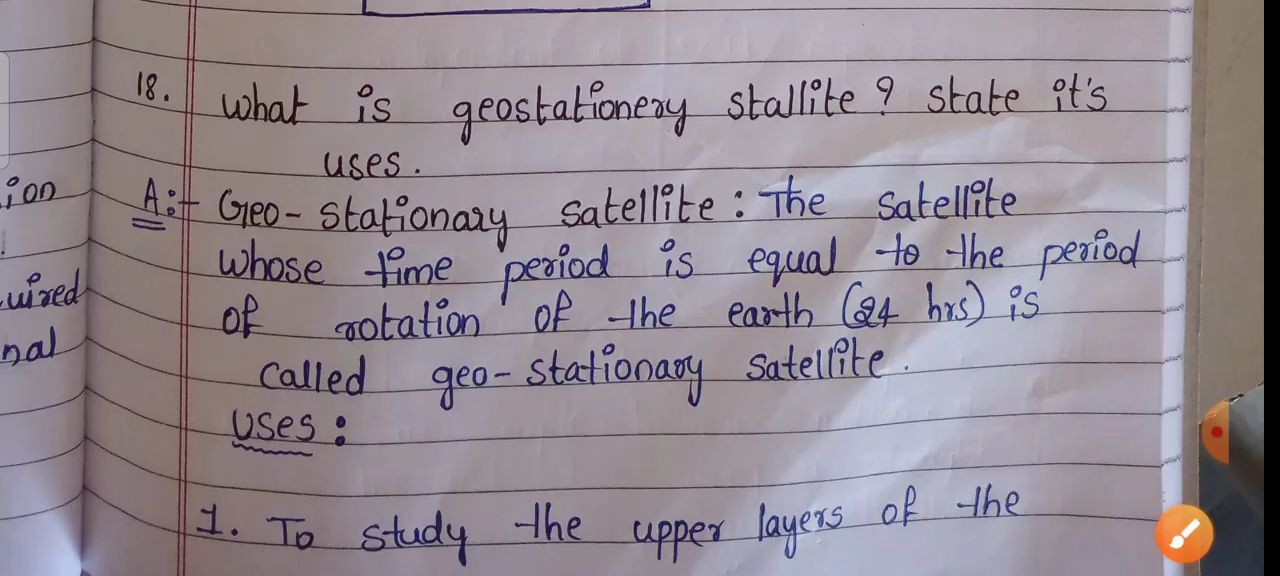 18. What is geostationery stallite? state it's
uses.
A:- Geo-stationary satellite: The satellite
whose time period is equal to the period
of rotation of the earth (24 hrs) is
called geo-stationary satellite.
Uses:
1. To study the upper layers of the